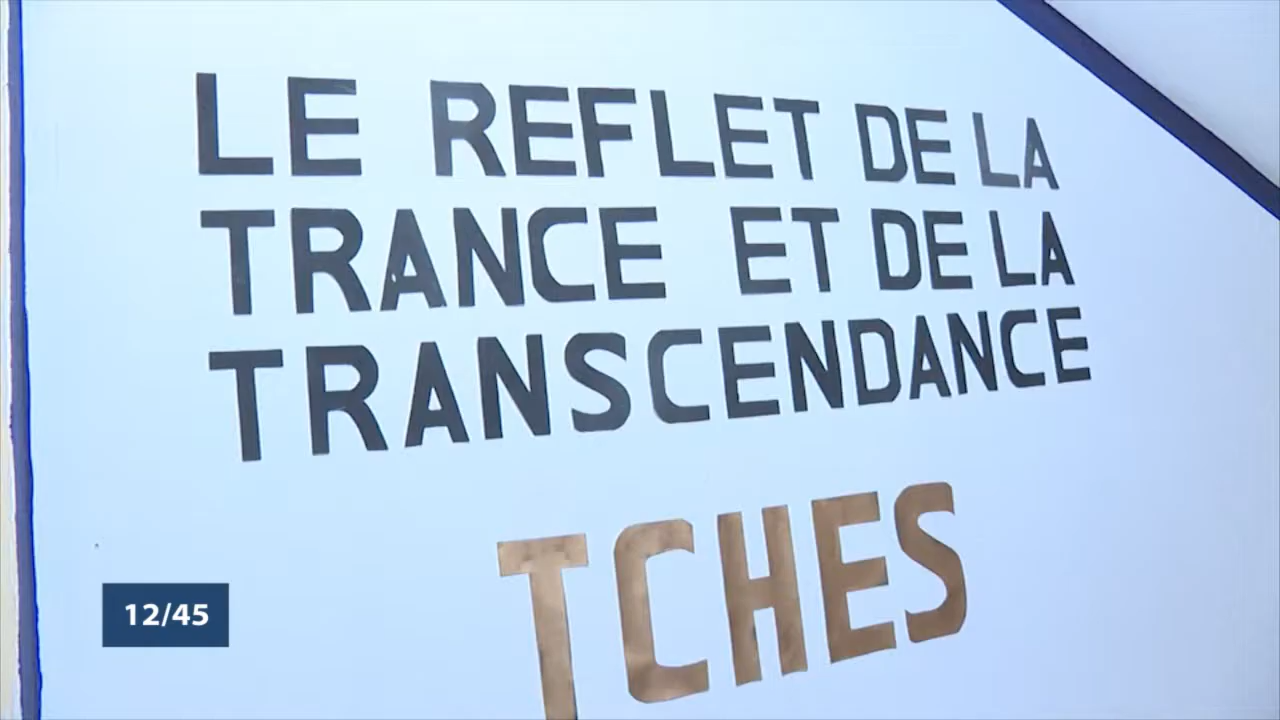 LE REFLET DE LA
TRANCE ET DE LA
TRANSCENDANCE
TCHES
12/45